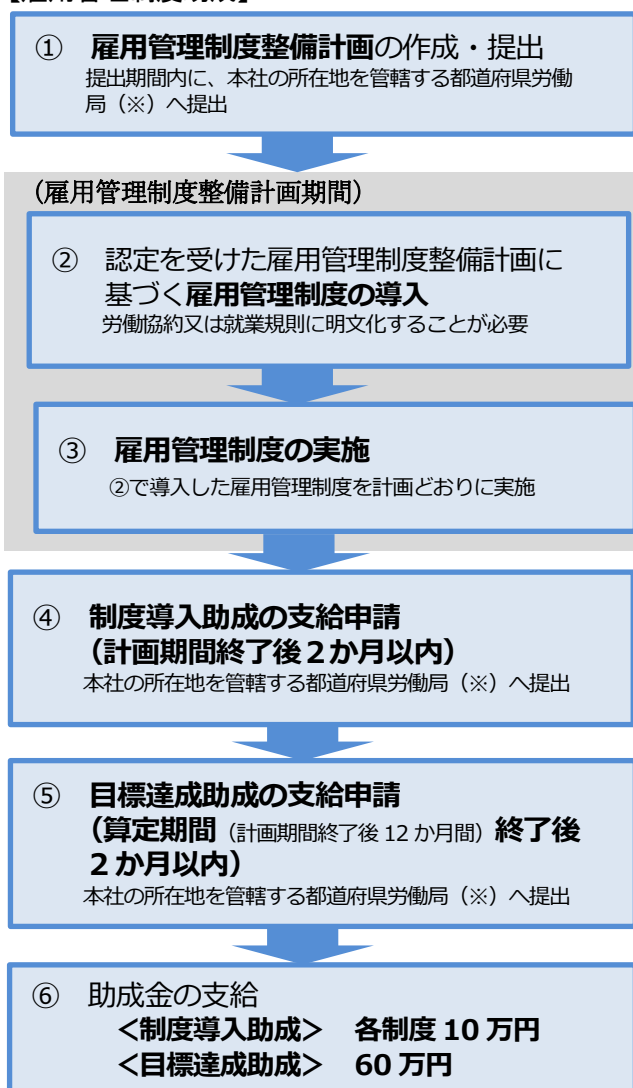 ① 雇用管理制度整備計画の作成・提出
提出期間内に、本社の所在地を管轄する都道府県労働
局（※）へ提出
（雇用管理制度整備計画期間）
② 認定を受けた雇用管理制度整備計画に
基づく雇用管理制度の導入
労働協約又は就業規則に明文化することが必要
③ 雇用管理制度の実施
②で導入した雇用管理制度を計画どおりに実施
④ 制度導入助成の支給申請
（計画期間終了後２か月以内）
本社の所在地を管轄する都道府県労働局（※）へ提出
⑤ 目標達成助成の支給申請
（算定期間（計画期間終了後 12 か月間）終了後
２か月以内）
本社の所在地を管轄する都道府県労働局（※）へ提出
⑥ 助成金の支給
＜制度導入助成＞ 各制度 10 万円
＜目標達成助成＞ 60 万円